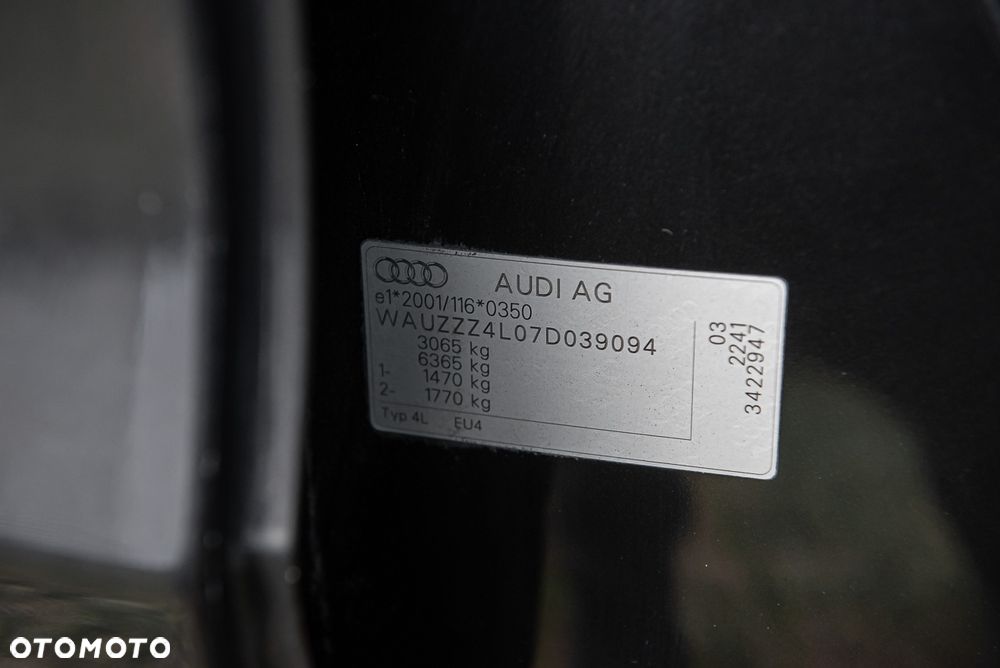 AUDI AG
e1*2001/116*0350
WAUZZZ4L07D039094
3065 kg
6365 kg
1- 1470 kg
2- 1770 kg
Typ 4L EU4
03
2241
3422947
OTOMOTO